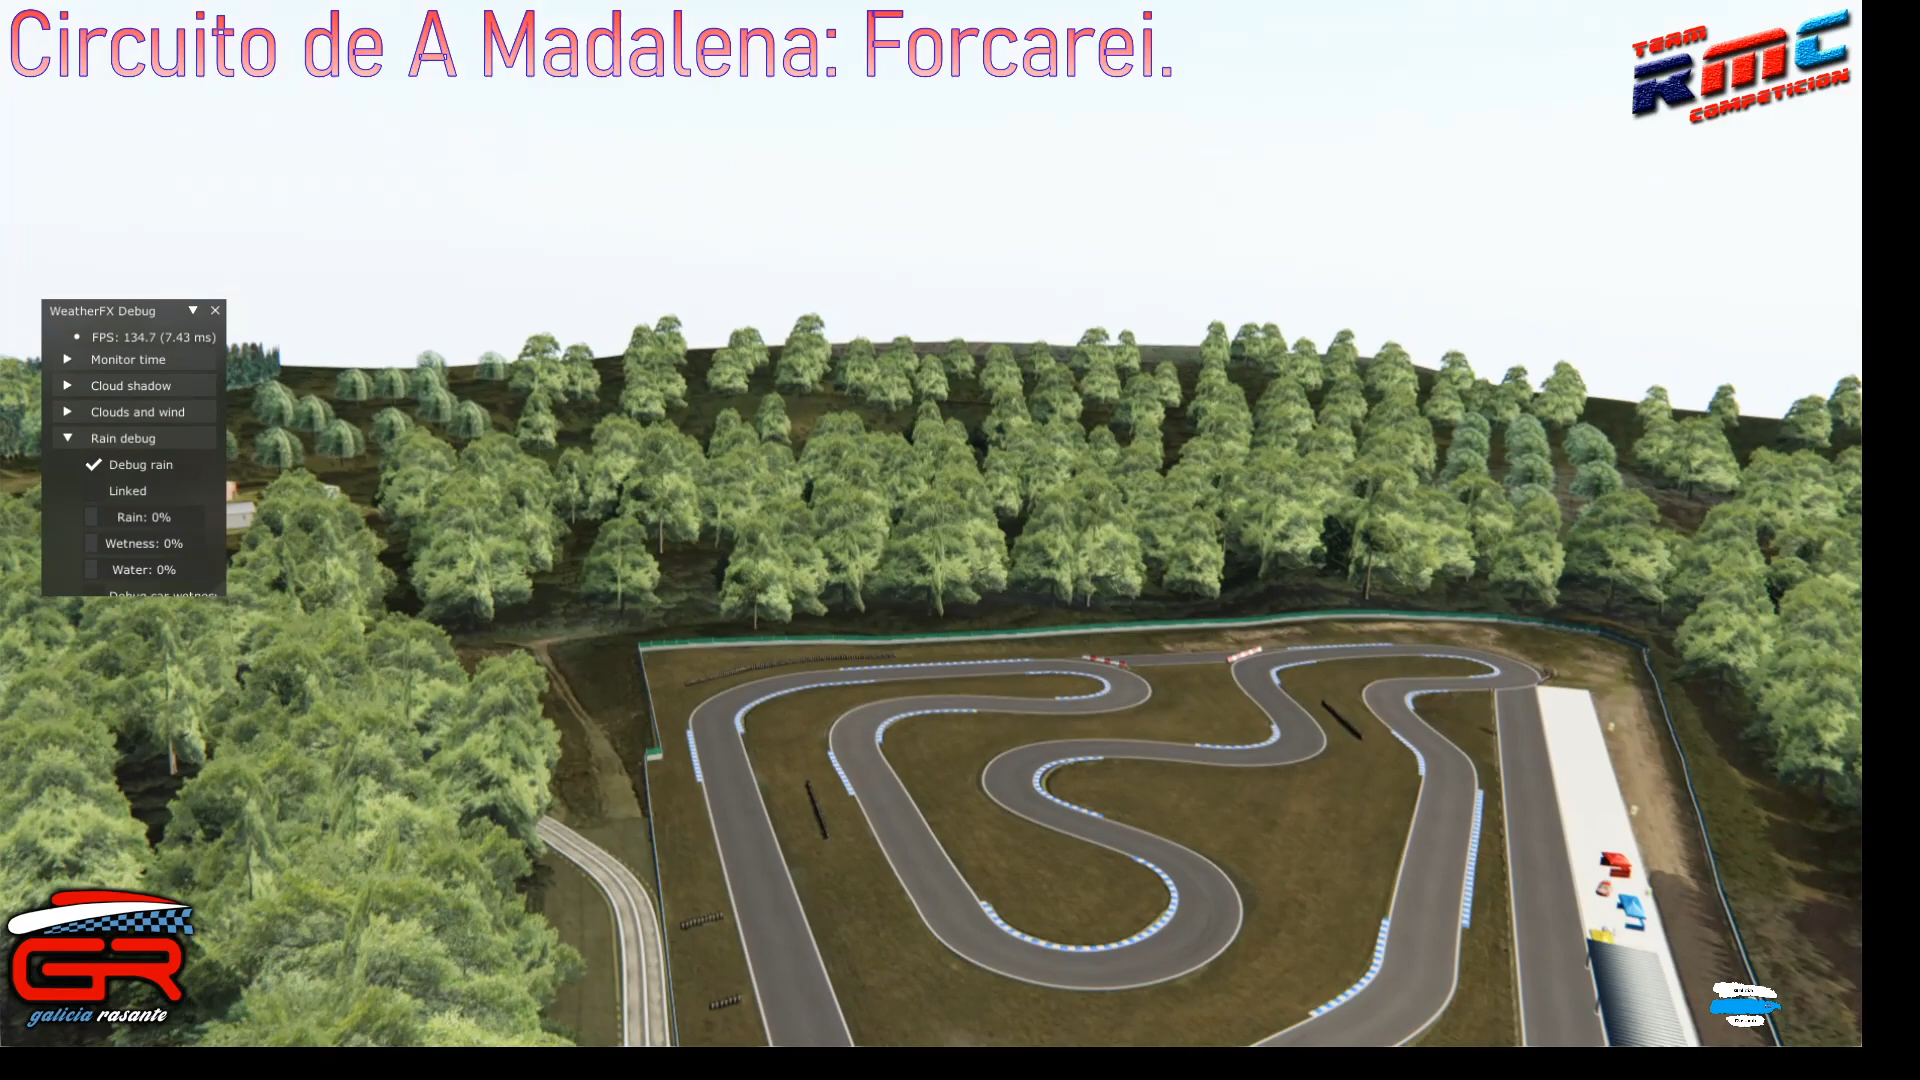 Circuito de A Madalena: Forcarei.
TEAM
RMC
COMPETICION
WeatherFX Debug
FPS: 134.7 (7.43 ms)
Monitor time
Cloud shadow
Clouds and wind
Rain debug
Debug rain
Linked
Rain: 0%
Wetness: 0%
Water: 0%
GR
galicia rasante